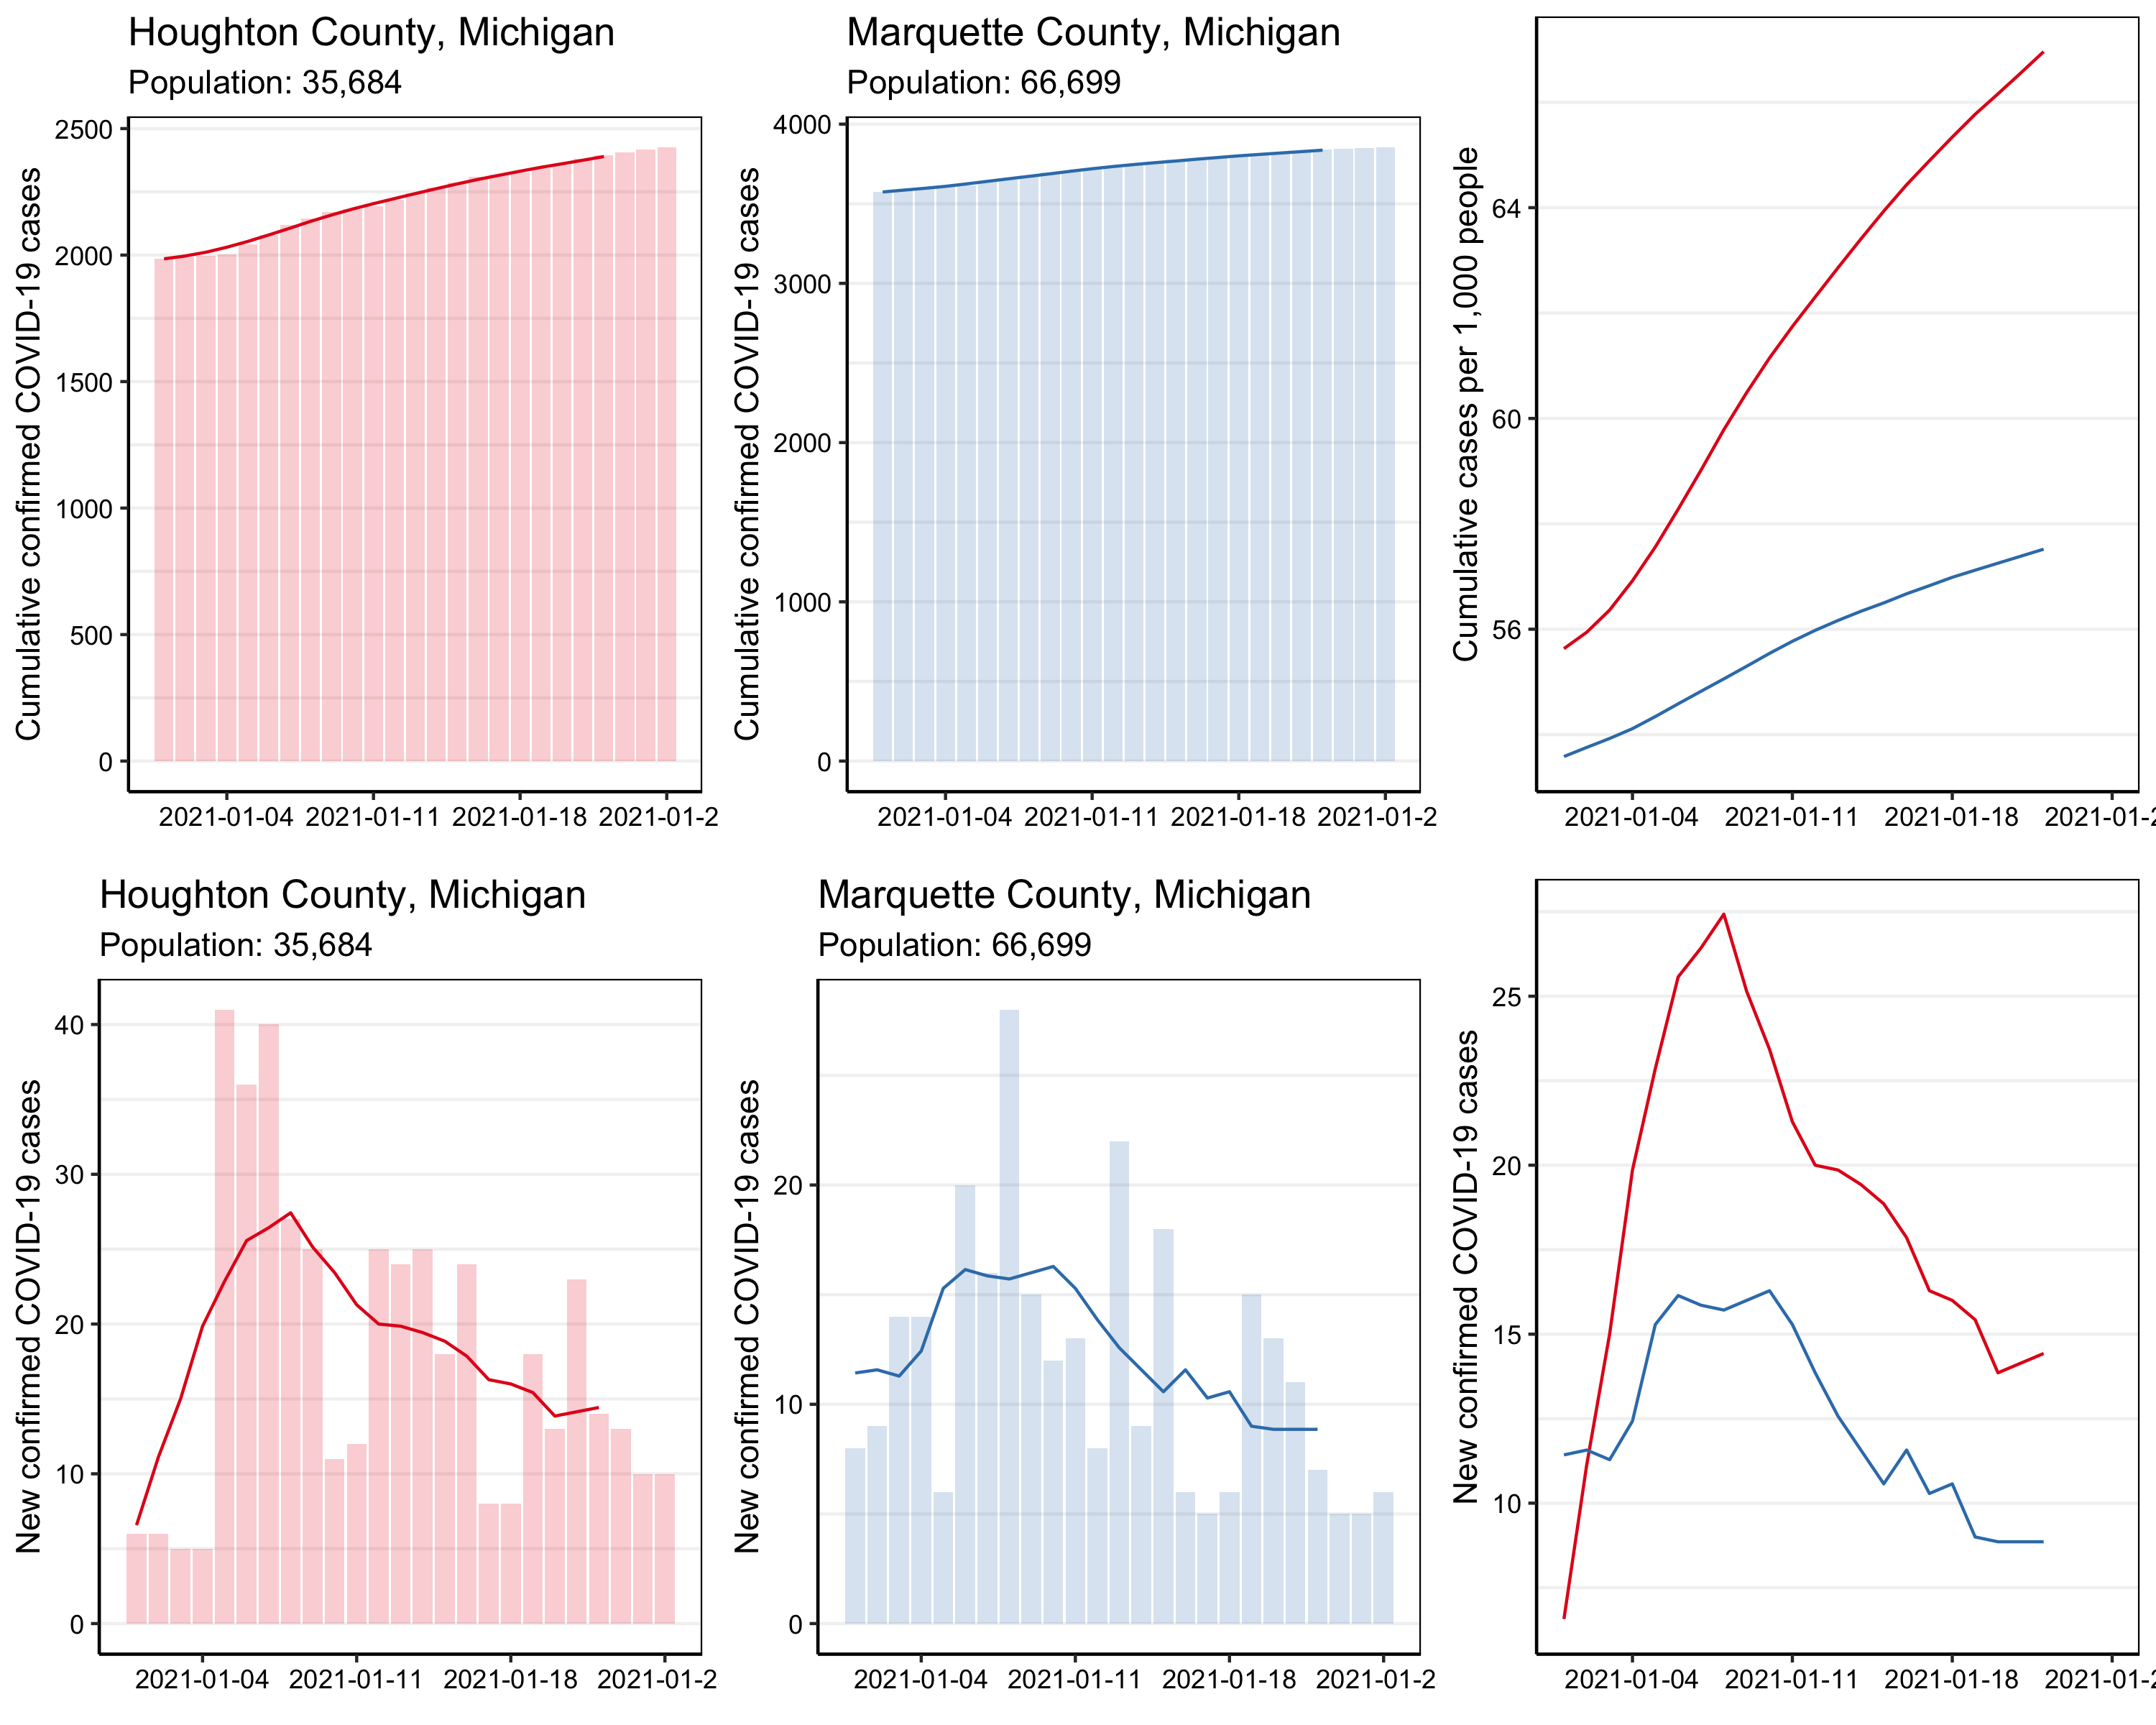 Houghton County, Michigan
Population: 35,684
Cumulative confirmed COVID-19 cases
2500
2000
1500
1000
500
0
2021-01-04 2021-01-11 2021-01-18 2021-01-2
Marquette County, Michigan
Population: 66,699
Cumulative confirmed COVID-19 cases
4000
3000
2000
1000
0
2021-01-04 2021-01-11 2021-01-18 2021-01-2
Cumulative cases per 1,000 people
64
60
56
2021-01-04 2021-01-11 2021-01-18 2021-01-2
Houghton County, Michigan
Population: 35,684
New confirmed COVID-19 cases
40
30
20
10
0
2021-01-04 2021-01-11 2021-01-18 2021-01-2
Marquette County, Michigan
Population: 66,699
New confirmed COVID-19 cases
20
10
0
2021-01-04 2021-01-11 2021-01-18 2021-01-2
New confirmed COVID-19 cases
25
20
15
10
2021-01-04 2021-01-11 2021-01-18 2021-01-2